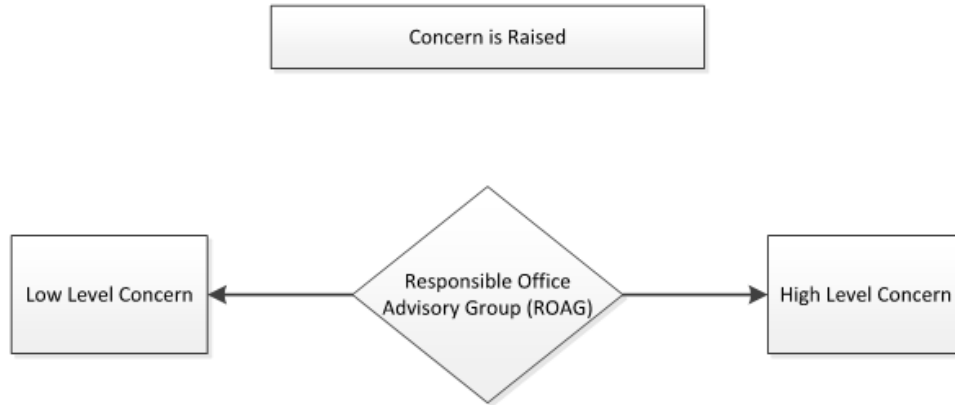 Concern is Raised
Low Level Concern
Responsible Office
Advisory Group (ROAG)
High Level Concern